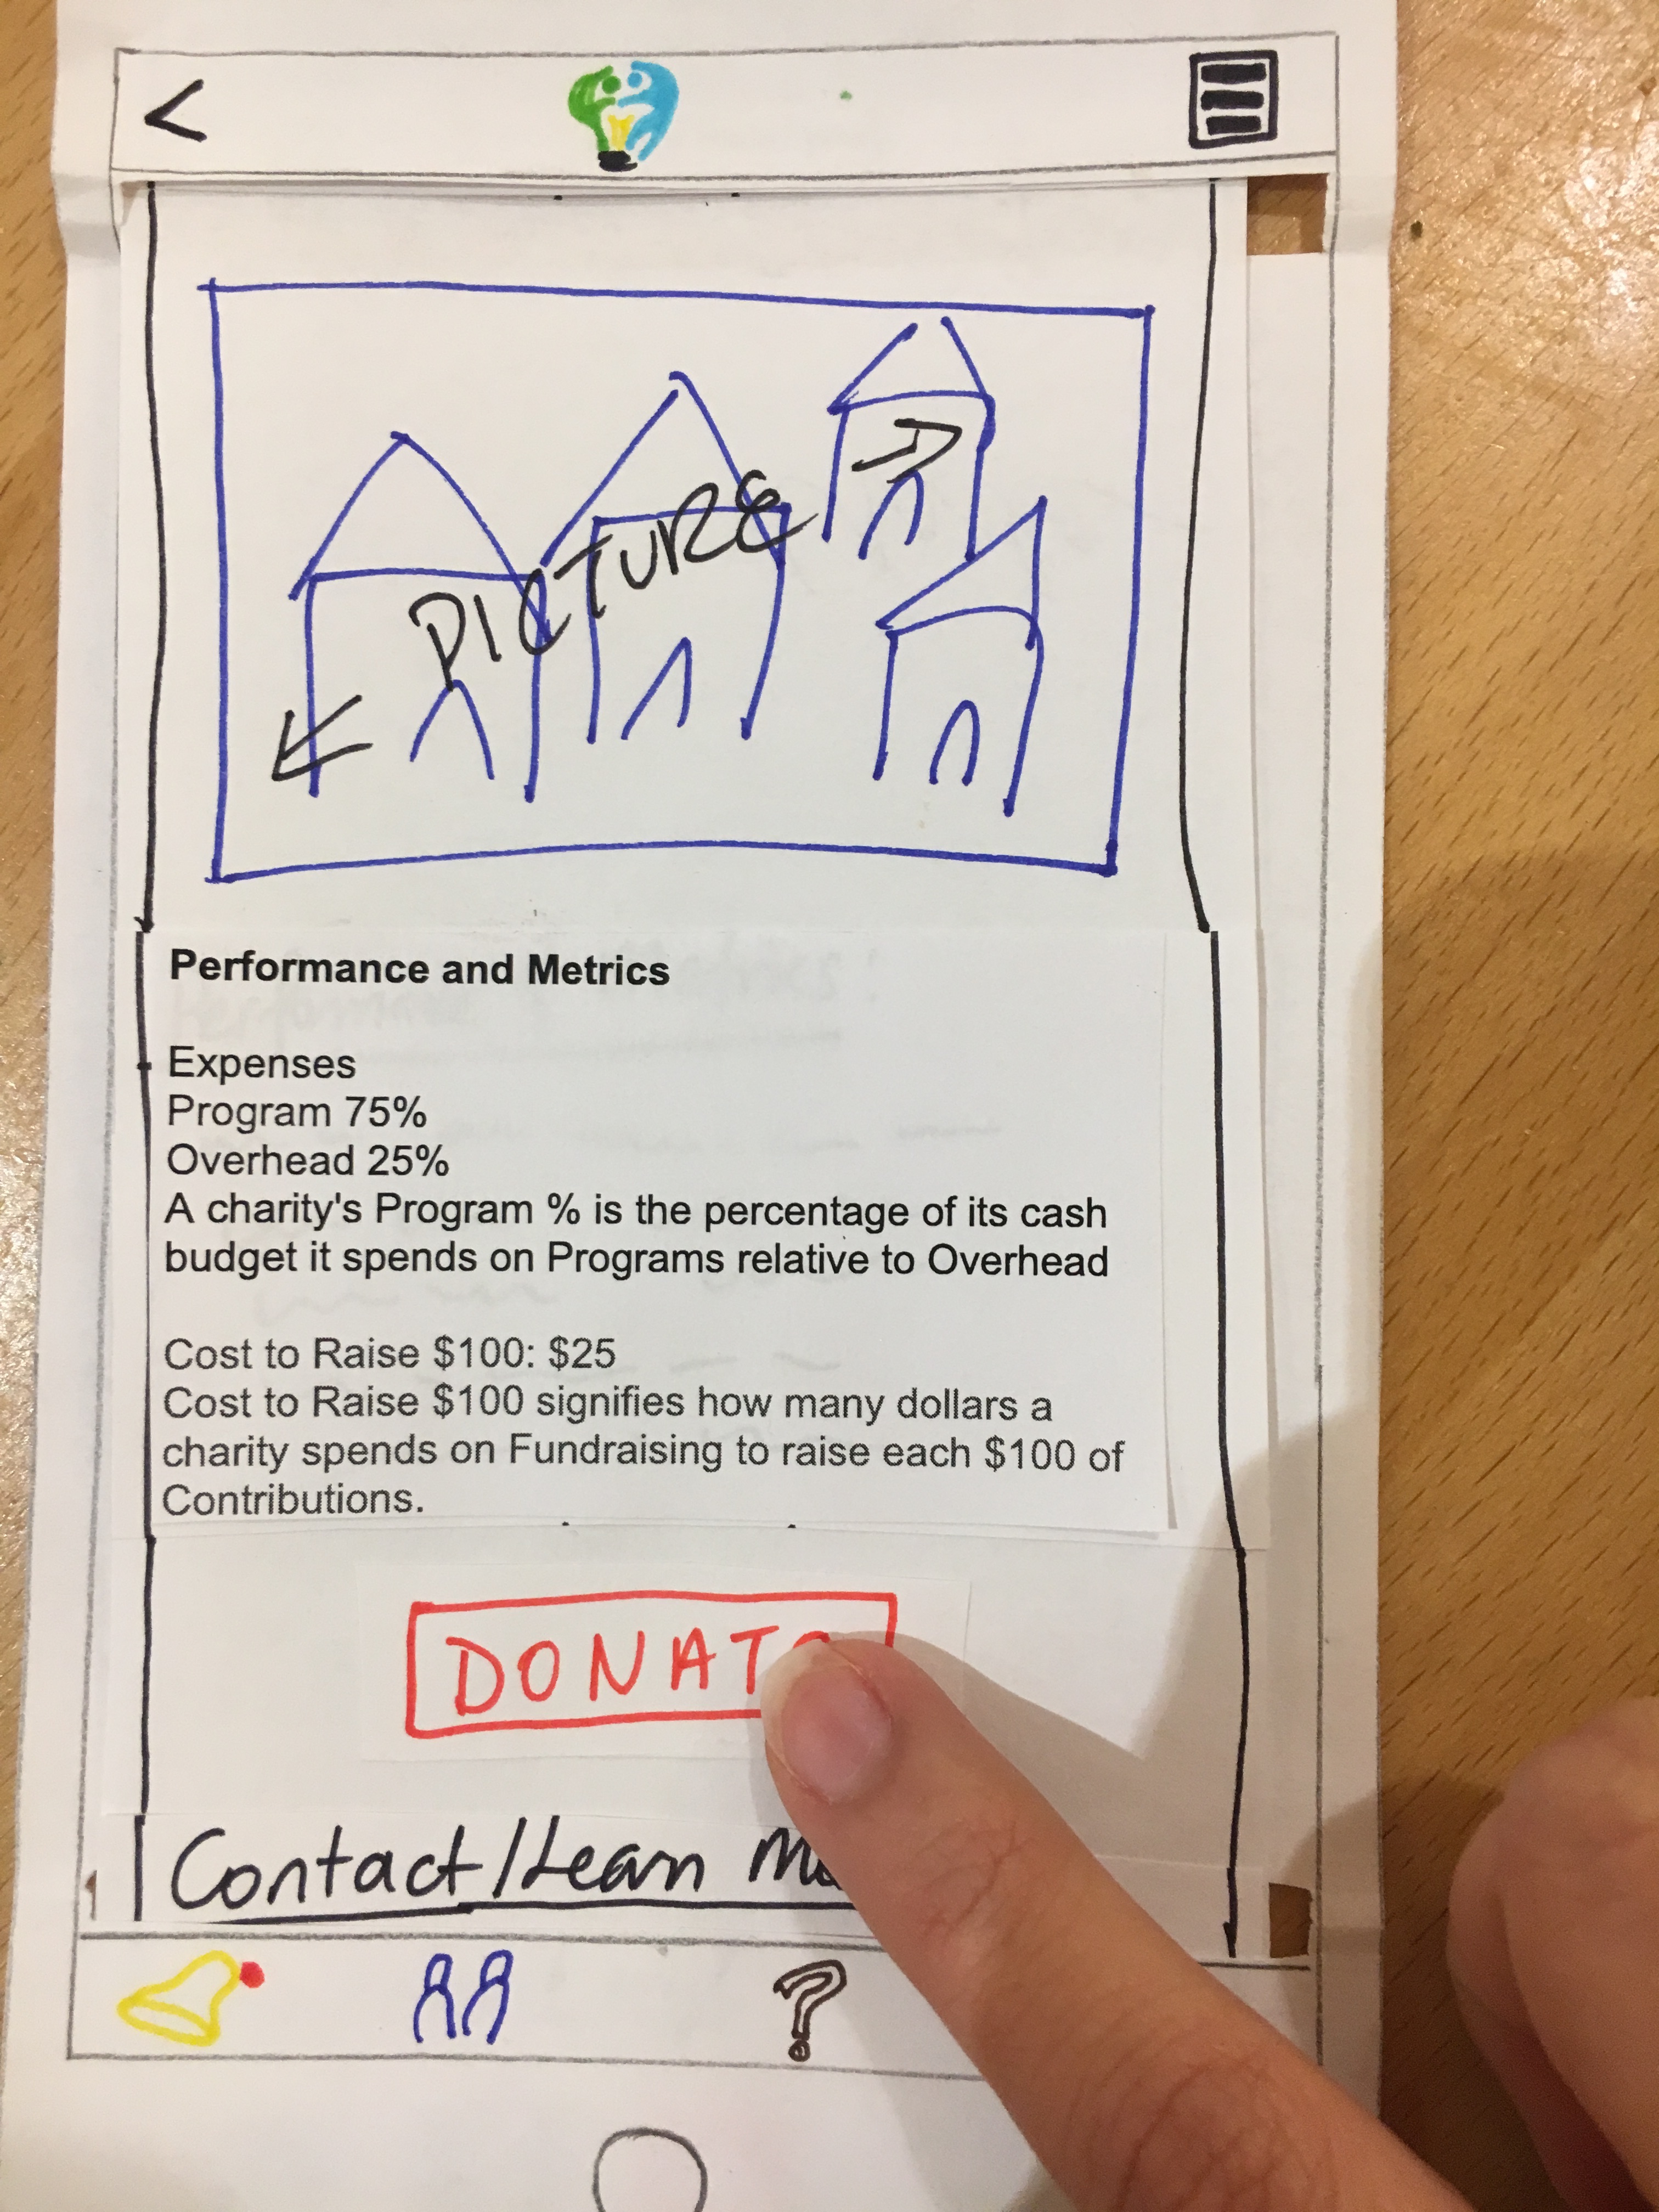 <
PICTURE
Performance and Metrics
Expenses
Program 75%
Overhead 25%
A charity's Program % is the percentage of its cash
budget it spends on Programs relative to Overhead
Cost to Raise $100: $25
Cost to Raise $100 signifies how many dollars a
charity spends on Fundraising to raise each $100 of
Contributions.
DONAT
Contact/Learn
?